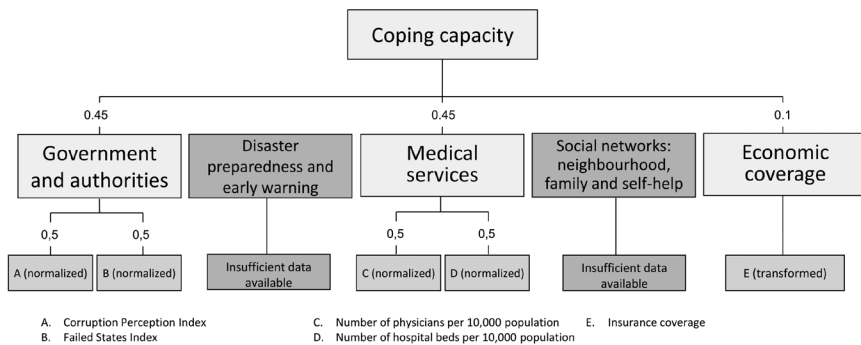 Coping capacity
0.45
0.45
0.1
Government
and authorities
Disaster
preparedness and
early warning
Medical
services
Social networks:
neighbourhood,
family and self-help
Economic
coverage
0,5
0,5
0,5
0,5
A (normalized)
B (normalized)
Insufficient data
available
C (normalized)
D (normalized)
Insufficient data
available
E (transformed)
A. Corruption Perception Index
B. Failed States Index
C. Number of physicians per 10,000 population
D. Number of hospital beds per 10,000 population
E. Insurance coverage